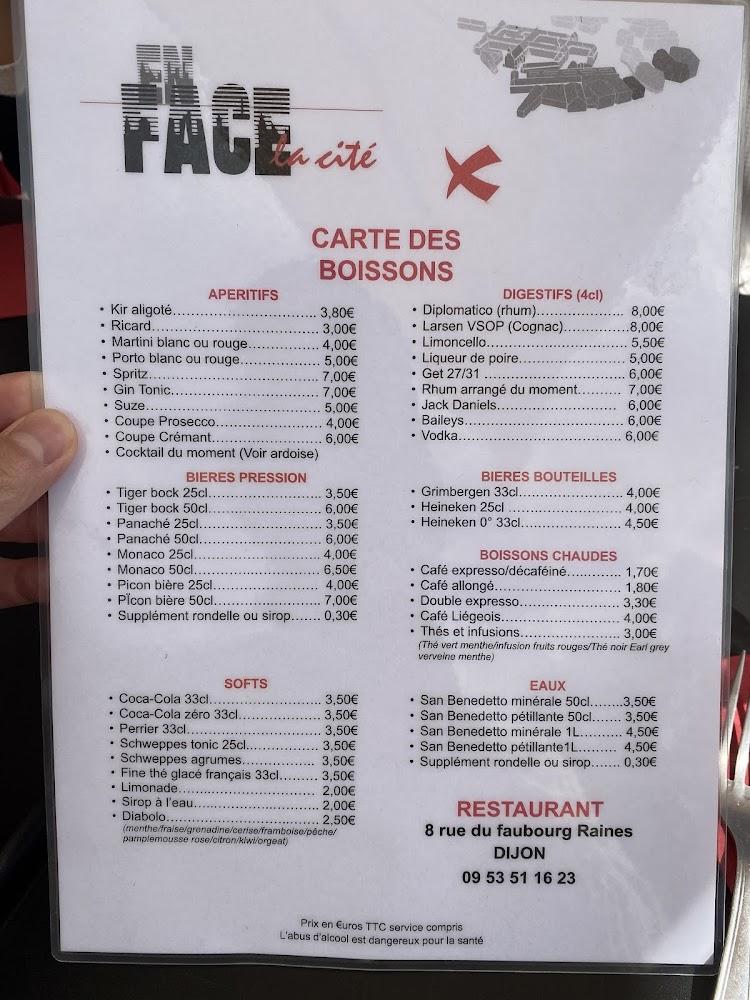 EN
FACE
la cité
CARTE DES
BOISSONS
APERITIFS
• Kir aligoté........................................ 3,80€
• Ricard............................................... 3,00€
• Martini blanc ou rouge................... 4,00€
• Porto blanc ou rouge..................... 5,00€
• Spritz................................................ 7,00€
• Gin Tonic.......................................... 7,00€
• Suze.................................................. 5,00€
• Coupe Prosecco............................. 4,00€
• Coupe Crémant............................... 6,00€
• Cocktail du moment (Voir ardoise)
BIERES PRESSION
• Tiger bock 25cl............................... 3,50€
• Tiger bock 50cl............................... 6,00€
• Panaché 25cl................................... 3,50€
• Panaché 50cl................................... 6,00€
• Monaco 25cl.................................... 4,00€
• Monaco 50cl.................................... 6,50€
• Picon bière 25cl.............................. 4,00€
• PÏcon bière 50cl.............................. 7,00€
• Supplément rondelle ou sirop....... 0,30€
SOFTS
• Coca-Cola 33cl............................... 3,50€
• Coca-Cola zéro 33cl...................... 3,50€
• Perrier 33cl..................................... 3,50€
• Schweppes tonic 25cl.................... 3,50€
• Schweppes agrumes...................... 3,50€
• Fine thé glacé français 33cl......... 3,50€
• Limonade......................................... 2,00€
• Sirop à l'eau.................................... 2,00€
• Diabolo............................................. 2,50€
(menthe/fraise/grenadine/cerise/framboise/pêche/
pamplemousse rose/citron/kiwi/orgeat)
DIGESTIFS (4cl)
• Diplomatico (rhum)...................... 8,00€
• Larsen VSOP (Cognac)................8,00€
• Limoncello................................... 5,50€
• Liqueur de poire.......................... 5,00€
• Get 27/31 .................................... 6,00€
• Rhum arrangé du moment........... 7,00€
• Jack Daniels................................ 6,00€
• Baileys......................................... 6,00€
• Vodka........................................... 6,00€
BIERES BOUTEILLES
• Grimbergen 33cl........................... 4,00€
• Heineken 25cl .............................. 4,00€
• Heineken 0° 33cl.......................... 4,50€
BOISSONS CHAUDES
• Café expresso/décaféiné............. 1,70€
• Café allongé................................ 1,80€
• Double expresso.......................... 3,30€
• Café Liégeois............................... 4,00€
• Thés et infusions......................... 3,00€
(Thé vert menthe/infusion fruits rouges/Thé noir Earl grey
verveine menthe)
EAUX
• San Benedetto minérale 50cl.......3,50€
• San Benedetto pétillante 50cl...... 3,50€
• San Benedetto minérale 1L.......... 4,50€
• San Benedetto pétillante1L.......... 4,50€
• Supplément rondelle ou sirop....... 0,30€
RESTAURANT
8 rue du faubourg Raines
DIJON
09 53 51 16 23
Prix en €uros TTC service compris
L'abus d'alcool est dangereux pour la santé